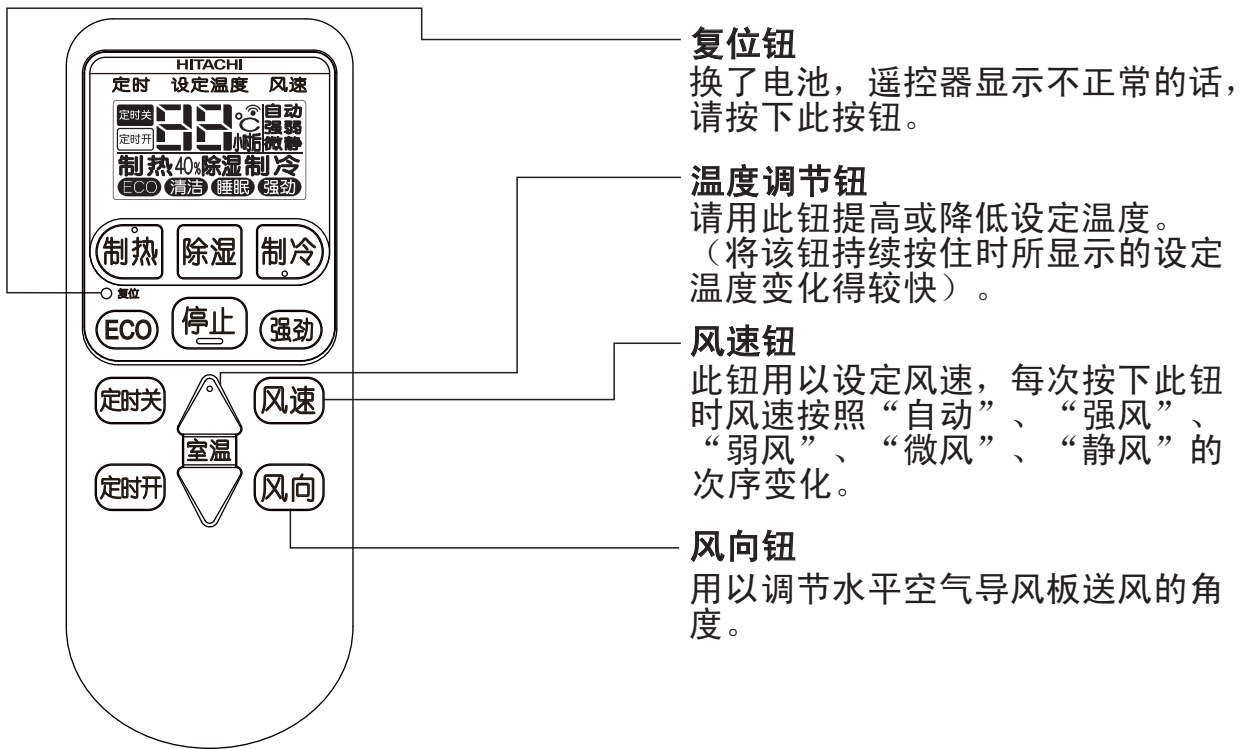 HITACHI
定时 设定温度 风速
定时关
自动
强弱
定时开
小时后
微静
制热40%除湿制冷
ECO 清洁 睡眠 强劲
制热 除湿 制冷
复位
ECO 停止 强劲
定时关 风速
室温
定时开 风向
复位钮
换了电池，遥控器显示不正常的话，
请按下此按钮。
温度调节钮
请用此钮提高或降低设定温度。
（将该钮持续按住时所显示的设定
温度变化得较快）。
风速钮
此钮用以设定风速，每次按下此钮
时风速按照“自动”、“强风”、
“弱风”、“微风”、“静风”的
次序变化。
风向钮
用以调节水平空气导风板送风的角
度。